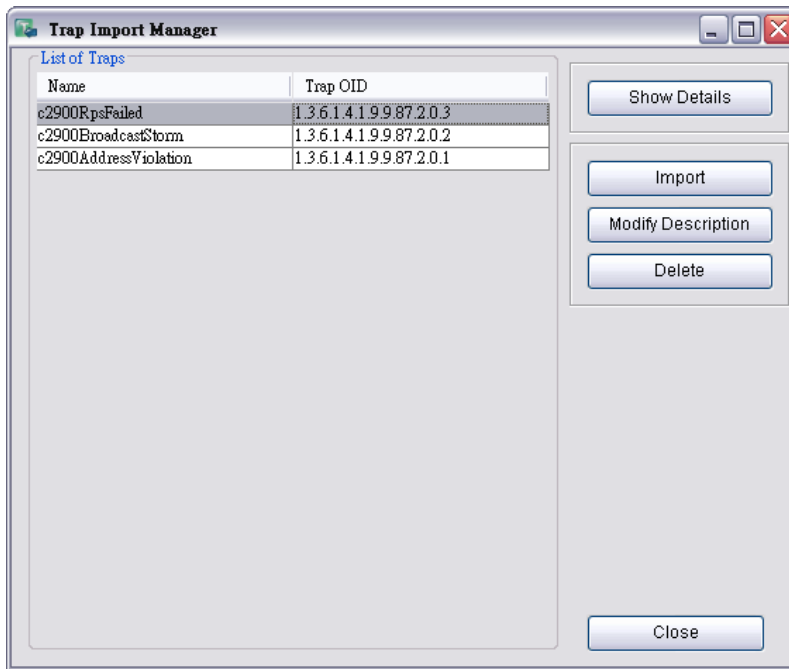 Trap Import Manager
List of Traps
Name Trap OID
c2900RpsFailed 1.3.6.1.4.1.9.9.87.2.0.3
c2900BroadcastStorm 1.3.6.1.4.1.9.9.87.2.0.2
c2900AddressViolation 1.3.6.1.4.1.9.9.87.2.0.1
Show Details
Import
Modify Description
Delete
Close